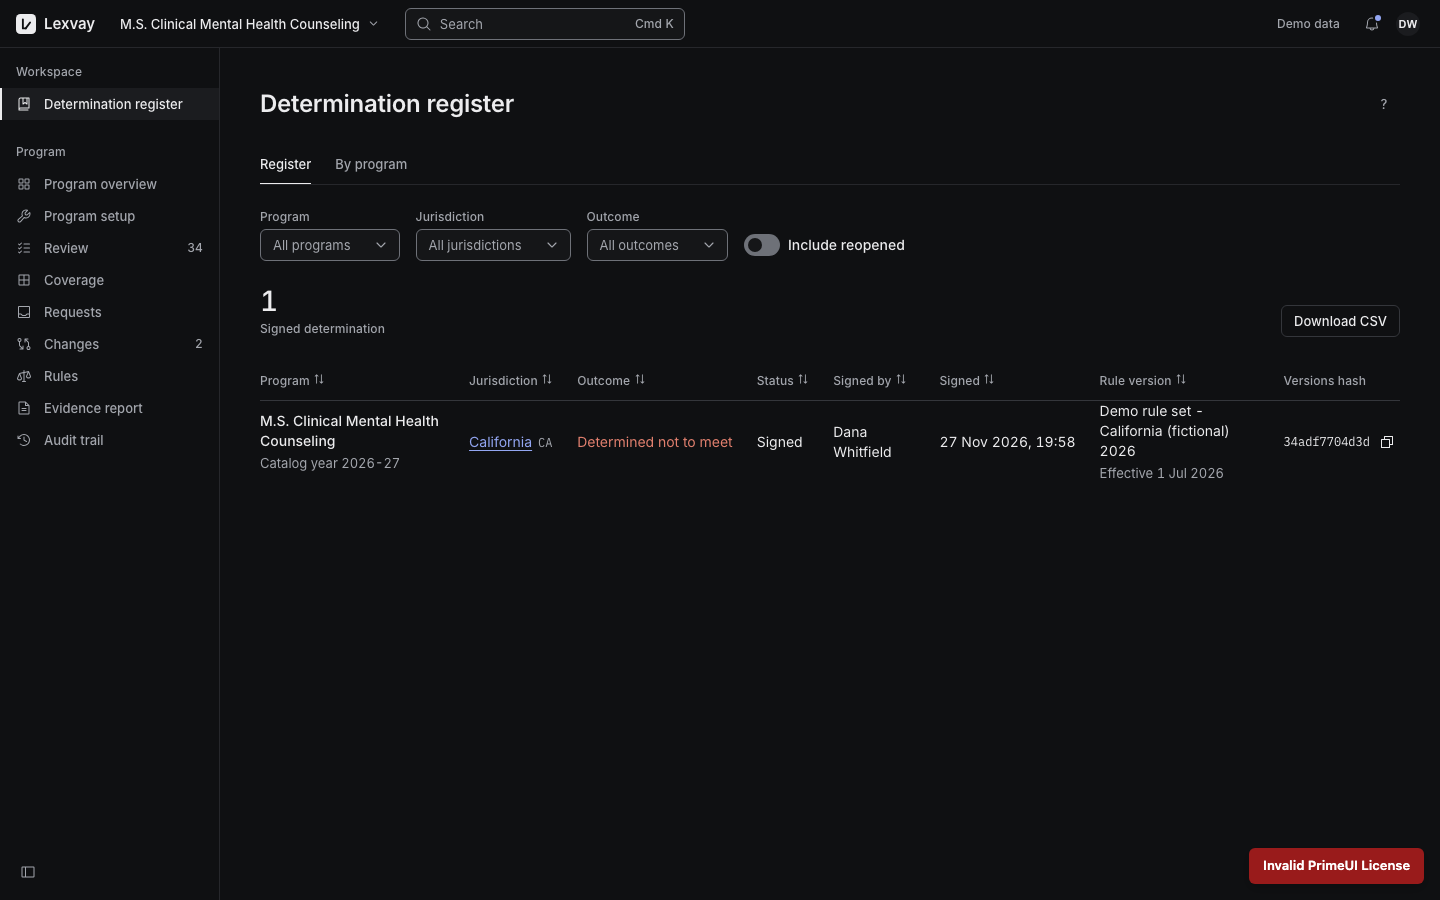 Lexvay
M.S. Clinical Mental Health Counseling
Search
Cmd K
Demo data
DW
Workspace
Determination register
Program
Program overview
Program setup
Review 34
Coverage
Requests
Changes 2
Rules
Evidence report
Audit trail
Determination register
?
Register
By program
Program
Jurisdiction
Outcome
All programs
All jurisdictions
All outcomes
Include reopened
1
Signed determination
Download CSV
Program
Jurisdiction
Outcome
Status
Signed by
Signed
Rule version
Versions hash
M.S. Clinical Mental Health
Counseling
Catalog year 2026-27
California CA
Determined not to meet
Signed
Dana
Whitfield
27 Nov 2026, 19:58
Demo rule set -
California (fictional)
2026
Effective 1 Jul 2026
34adf7704d3d
Invalid PrimeUI License